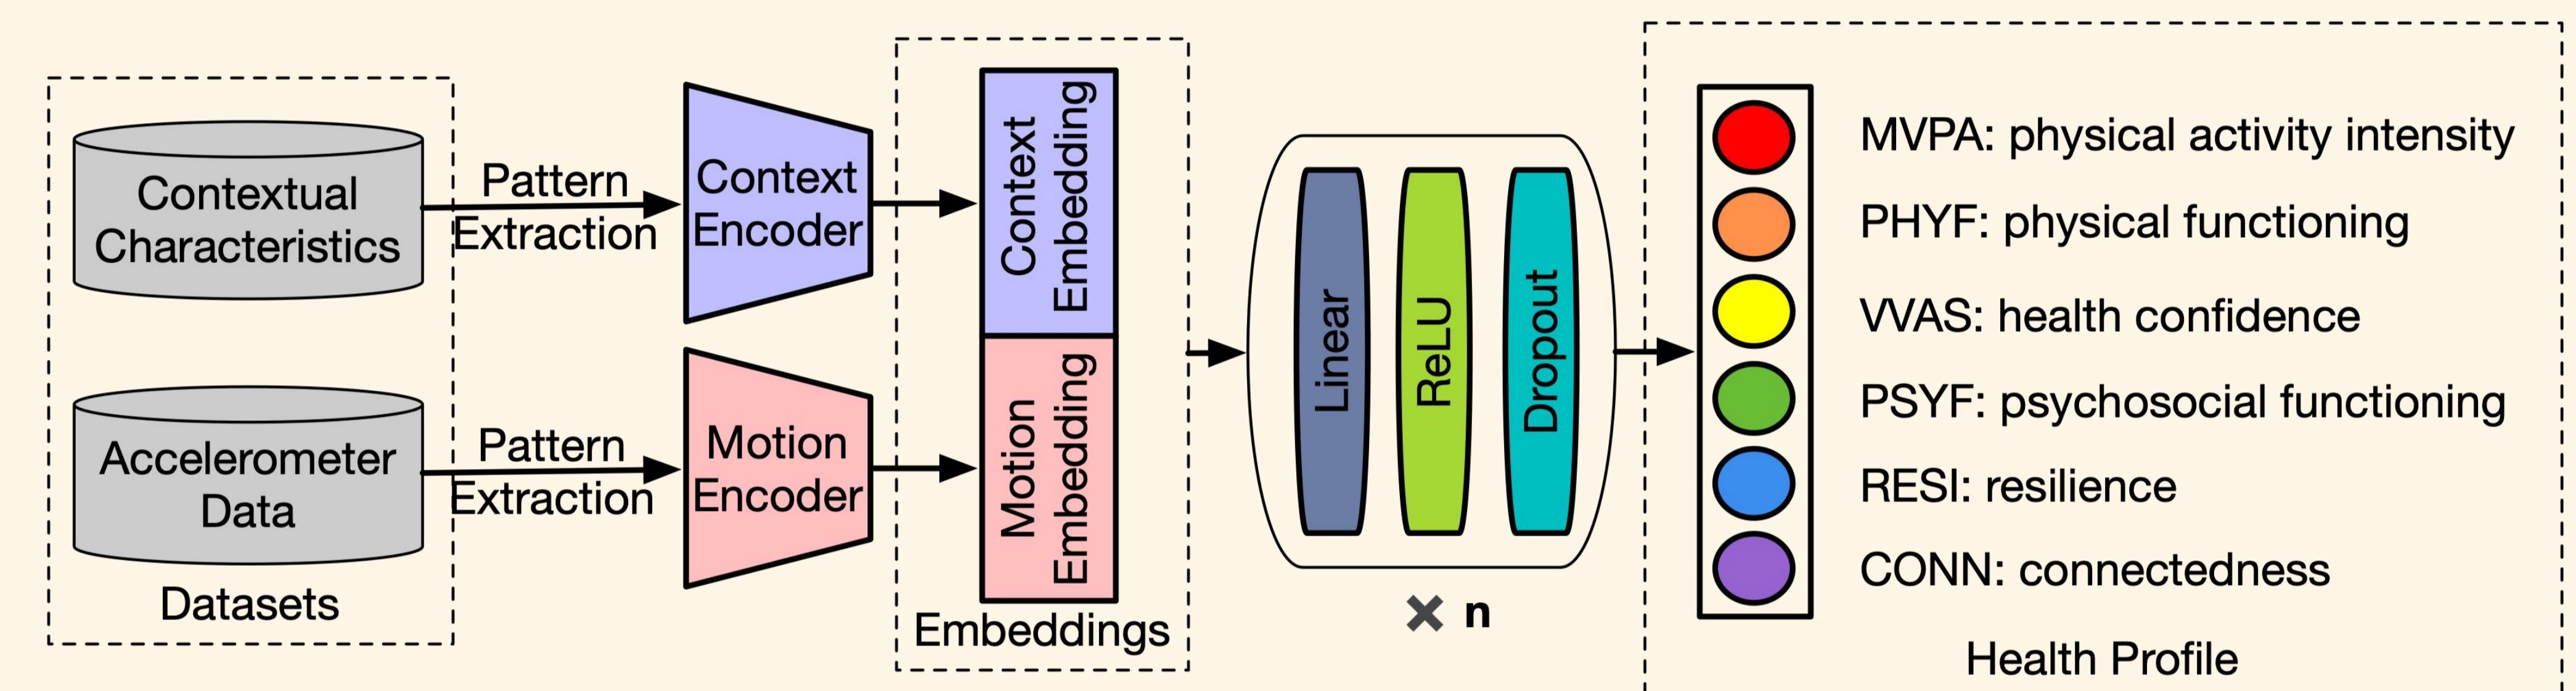 Contextual
Characteristics
Accelerometer
Data
Datasets
Pattern
Extraction
Pattern
Extraction
Context
Encoder
Motion
Encoder
Context
Embedding
Motion
Embedding
Embeddings
Linear
ReLU
Dropout
× n
MVPA: physical activity intensity
PHYF: physical functioning
VVAS: health confidence
PSYF: psychosocial functioning
RESI: resilience
CONN: connectedness
Health Profile